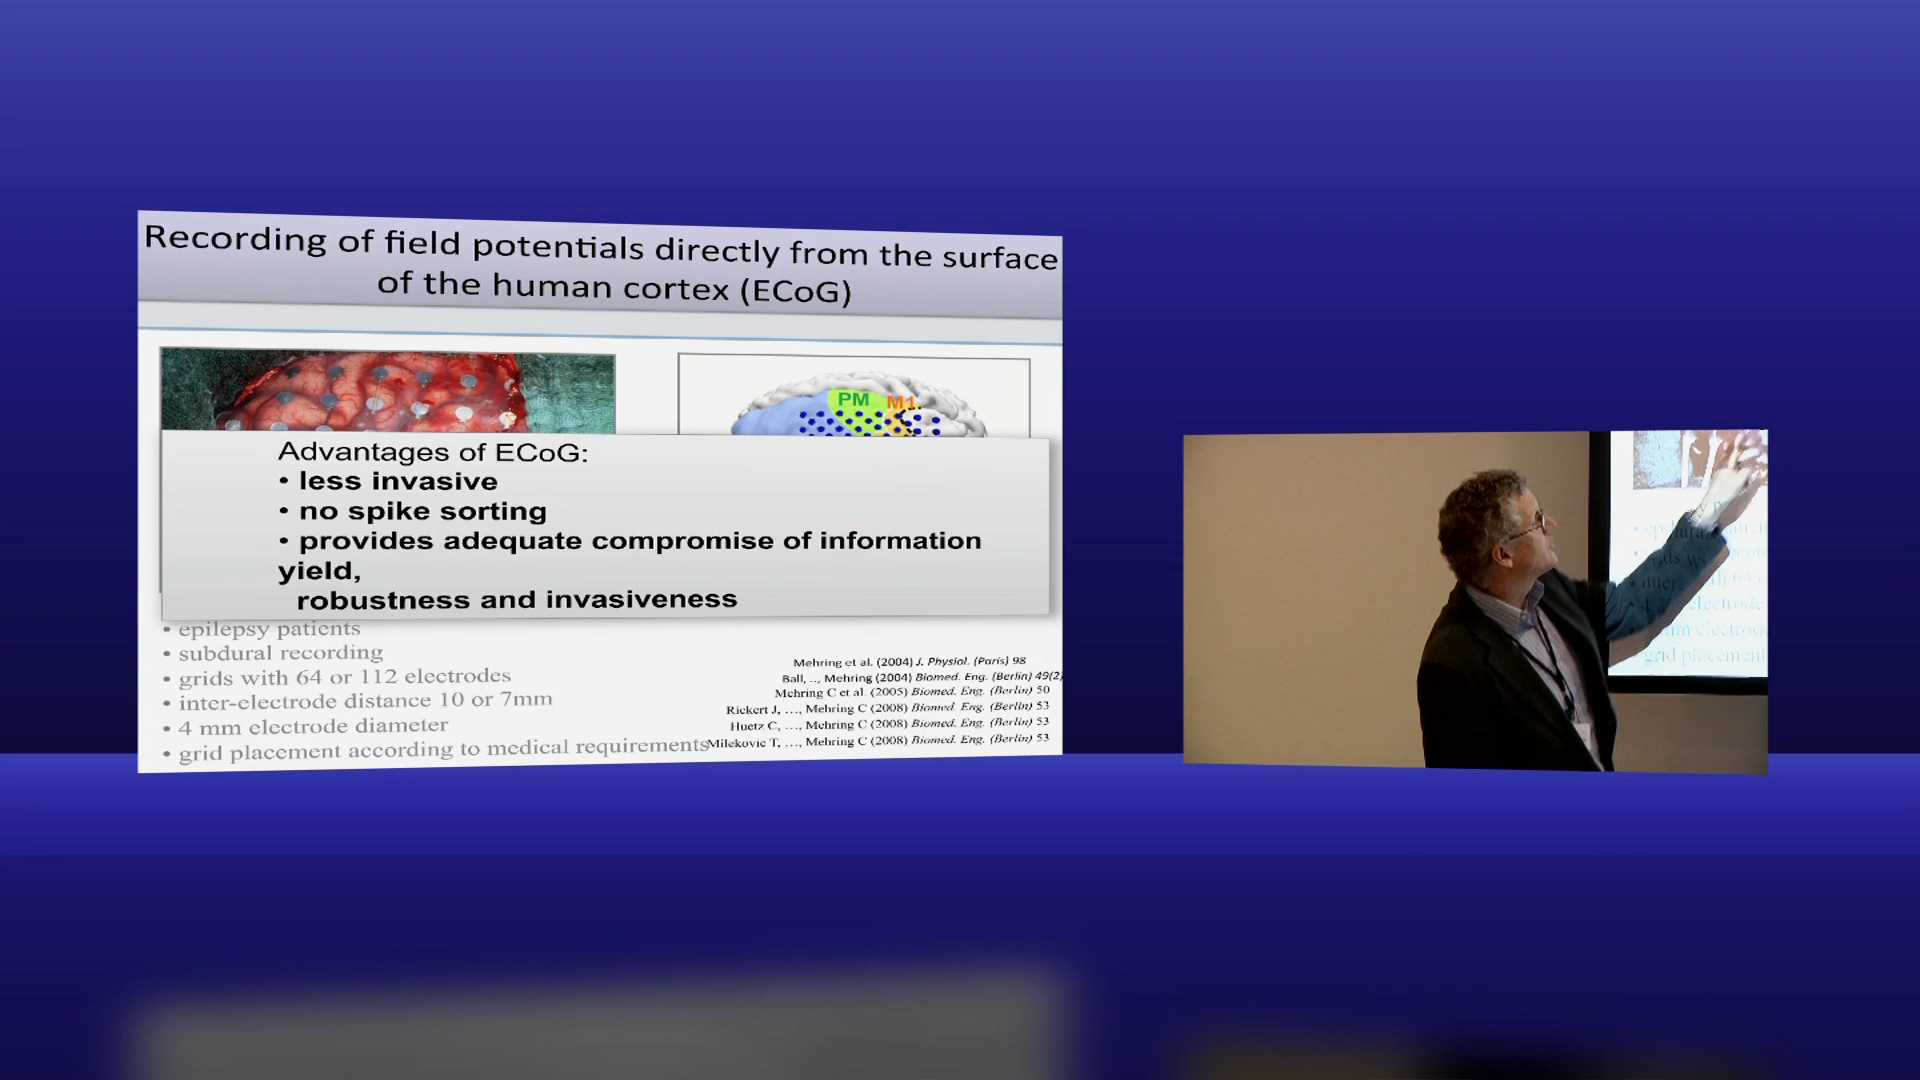 Recording of field potentials directly from the surface
of the human cortex (ECoG)
PM M1
Advantages of ECoG:
• less invasive
• no spike sorting
• provides adequate compromise of information
yield,
robustness and invasiveness
• epilepsy patients
• subdural recording
• grids with 64 or 112 electrodes
• inter-electrode distance 10 or 7mm
• 4 mm electrode diameter
• grid placement according to medical requirements
Mehring et al. (2004) J. Physiol. (Paris) 98
Ball, .., Mehring (2004) Biomed. Eng. (Berlin) 49(2)
Mehring C et al. (2005) Biomed. Eng. (Berlin) 50
Rickert J, ..., Mehring C (2008) Biomed. Eng. (Berlin) 53
Huetz C, ..., Mehring C (2008) Biomed. Eng. (Berlin) 53
Milekovic T, ..., Mehring C (2008) Biomed. Eng. (Berlin) 53
electrode
grid placement